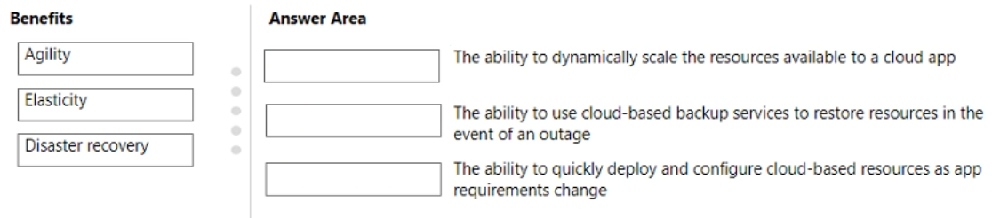 Benefits
Answer Area
Agility
Elasticity
Disaster recovery
The ability to dynamically scale the resources available to a cloud app
The ability to use cloud-based backup services to restore resources in the
event of an outage
The ability to quickly deploy and configure cloud-based resources as app
requirements change